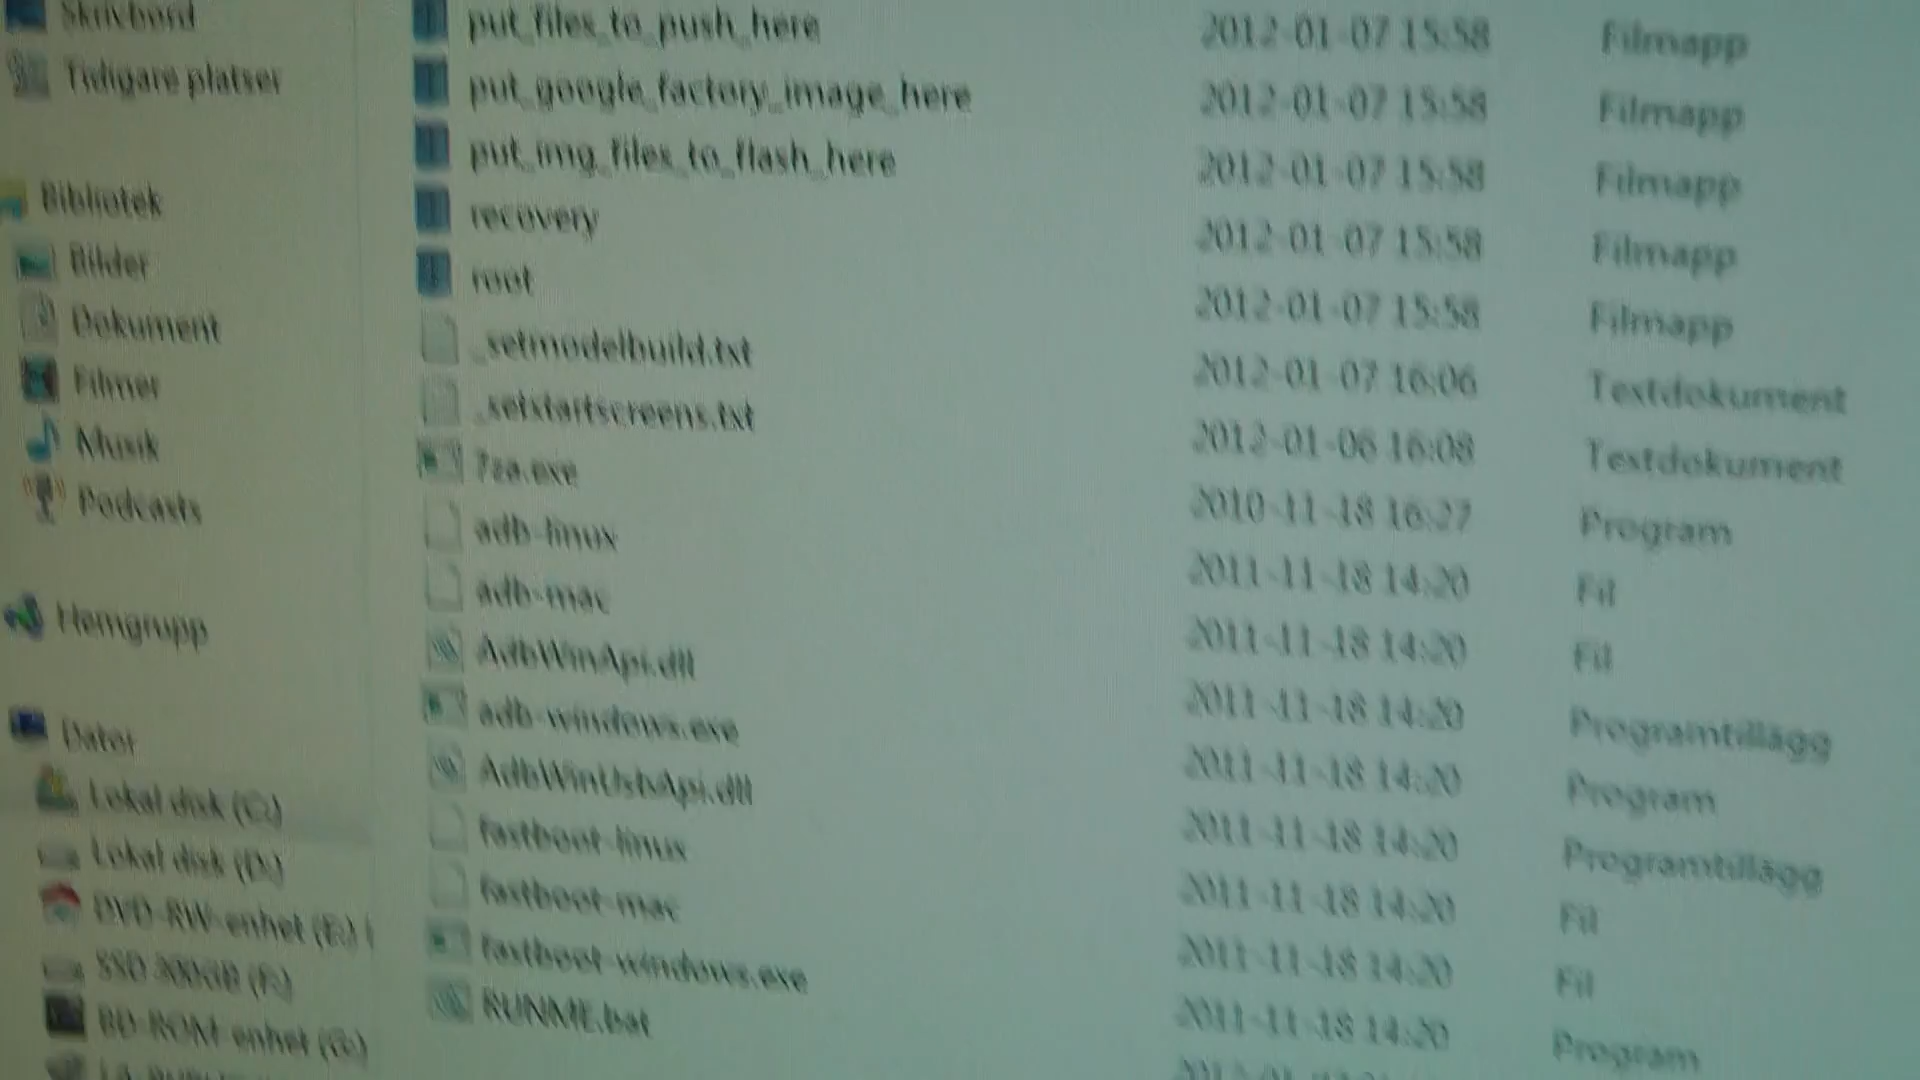 Skrivbord
Tidigare platser
Bibliotek
Bilder
Dokument
Filmer
Musik
Podcasts
Hemgrupp
Dator
Lokal disk (C:)
Lokal disk (D:)
DVD-RW-enhet (E:)
SSD 300GB (F:)
BD-ROM-enhet (G:)
put_files_to_push_here 2012-01-07 15:58 Filmapp
put_google_factory_image_here 2012-01-07 15:58 Filmapp
put_img_files_to_flash_here 2012-01-07 15:58 Filmapp
recovery 2012-01-07 15:58 Filmapp
root 2012-01-07 15:58 Filmapp
_setmodelbuild.txt 2012-01-07 16:06 Testdokument
_setstartscreens.txt 2012-01-06 16:08 Testdokument
7za.exe 2010-11-18 16:27 Program
adb-linux 2011-11-18 14:20 Fil
adb-mac 2011-11-18 14:20 Fil
AdbWinApi.dll 2011-11-18 14:20 Programtillägg
adb-windows.exe 2011-11-18 14:20 Program
AdbWinUsbApi.dll 2011-11-18 14:20 Programtillägg
fastboot-linux 2011-11-18 14:20 Fil
fastboot-mac 2011-11-18 14:20 Fil
fastboot-windows.exe 2011-11-18 14:20 Program
RUNME.bat